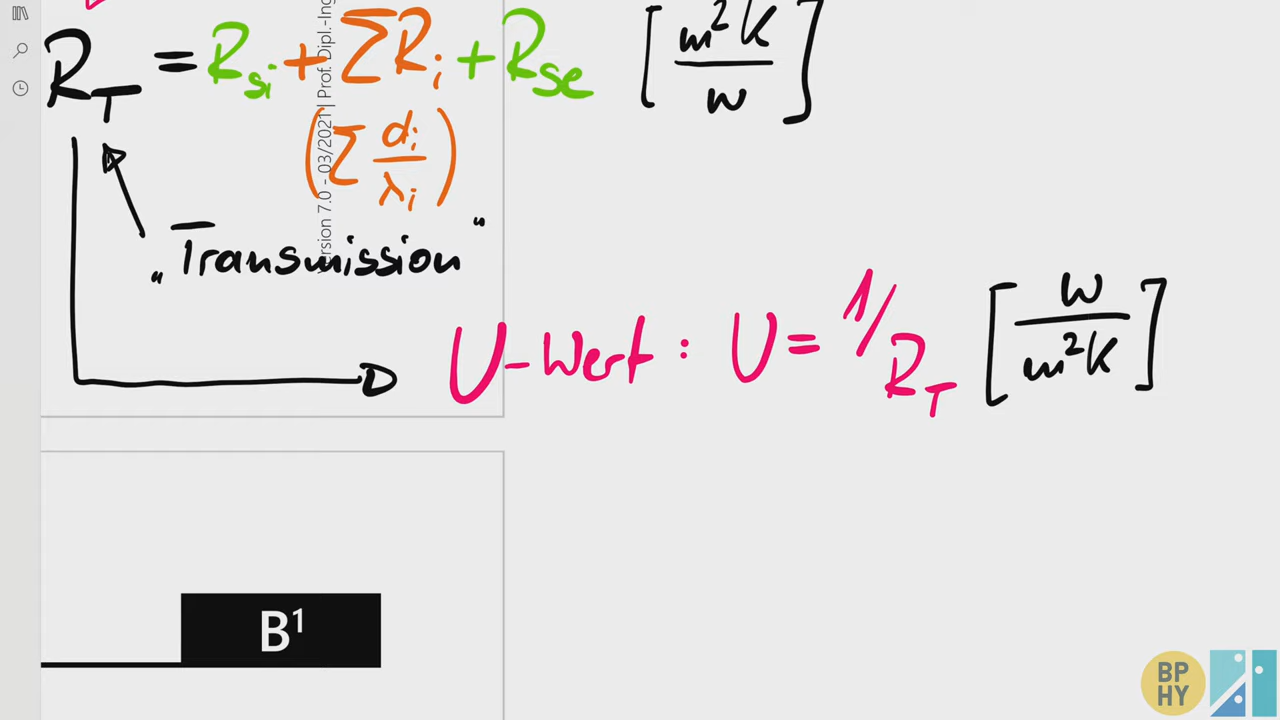 R_T = R_si + ΣR_i + R_se [m²K/W]
(Σ d_i/λ_i)
„Transmission"
U-Wert: U = 1/R_T [W/m²K]
ersion 7.0 - 03/2021 | Prof. Dipl.-Ing
B¹
BP
HY